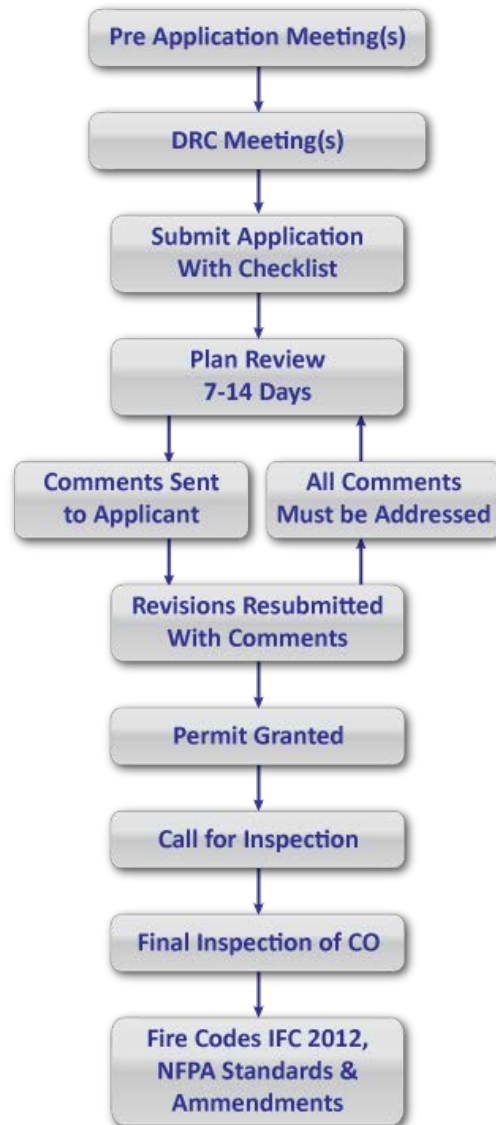 Pre Application Meeting(s)
DRC Meeting(s)
Submit Application
With Checklist
Plan Review
7-14 Days
Comments Sent
to Applicant
All Comments
Must be Addressed
Revisions Resubmitted
With Comments
Permit Granted
Call for Inspection
Final Inspection of CO
Fire Codes IFC 2012,
NFPA Standards &
Ammendments